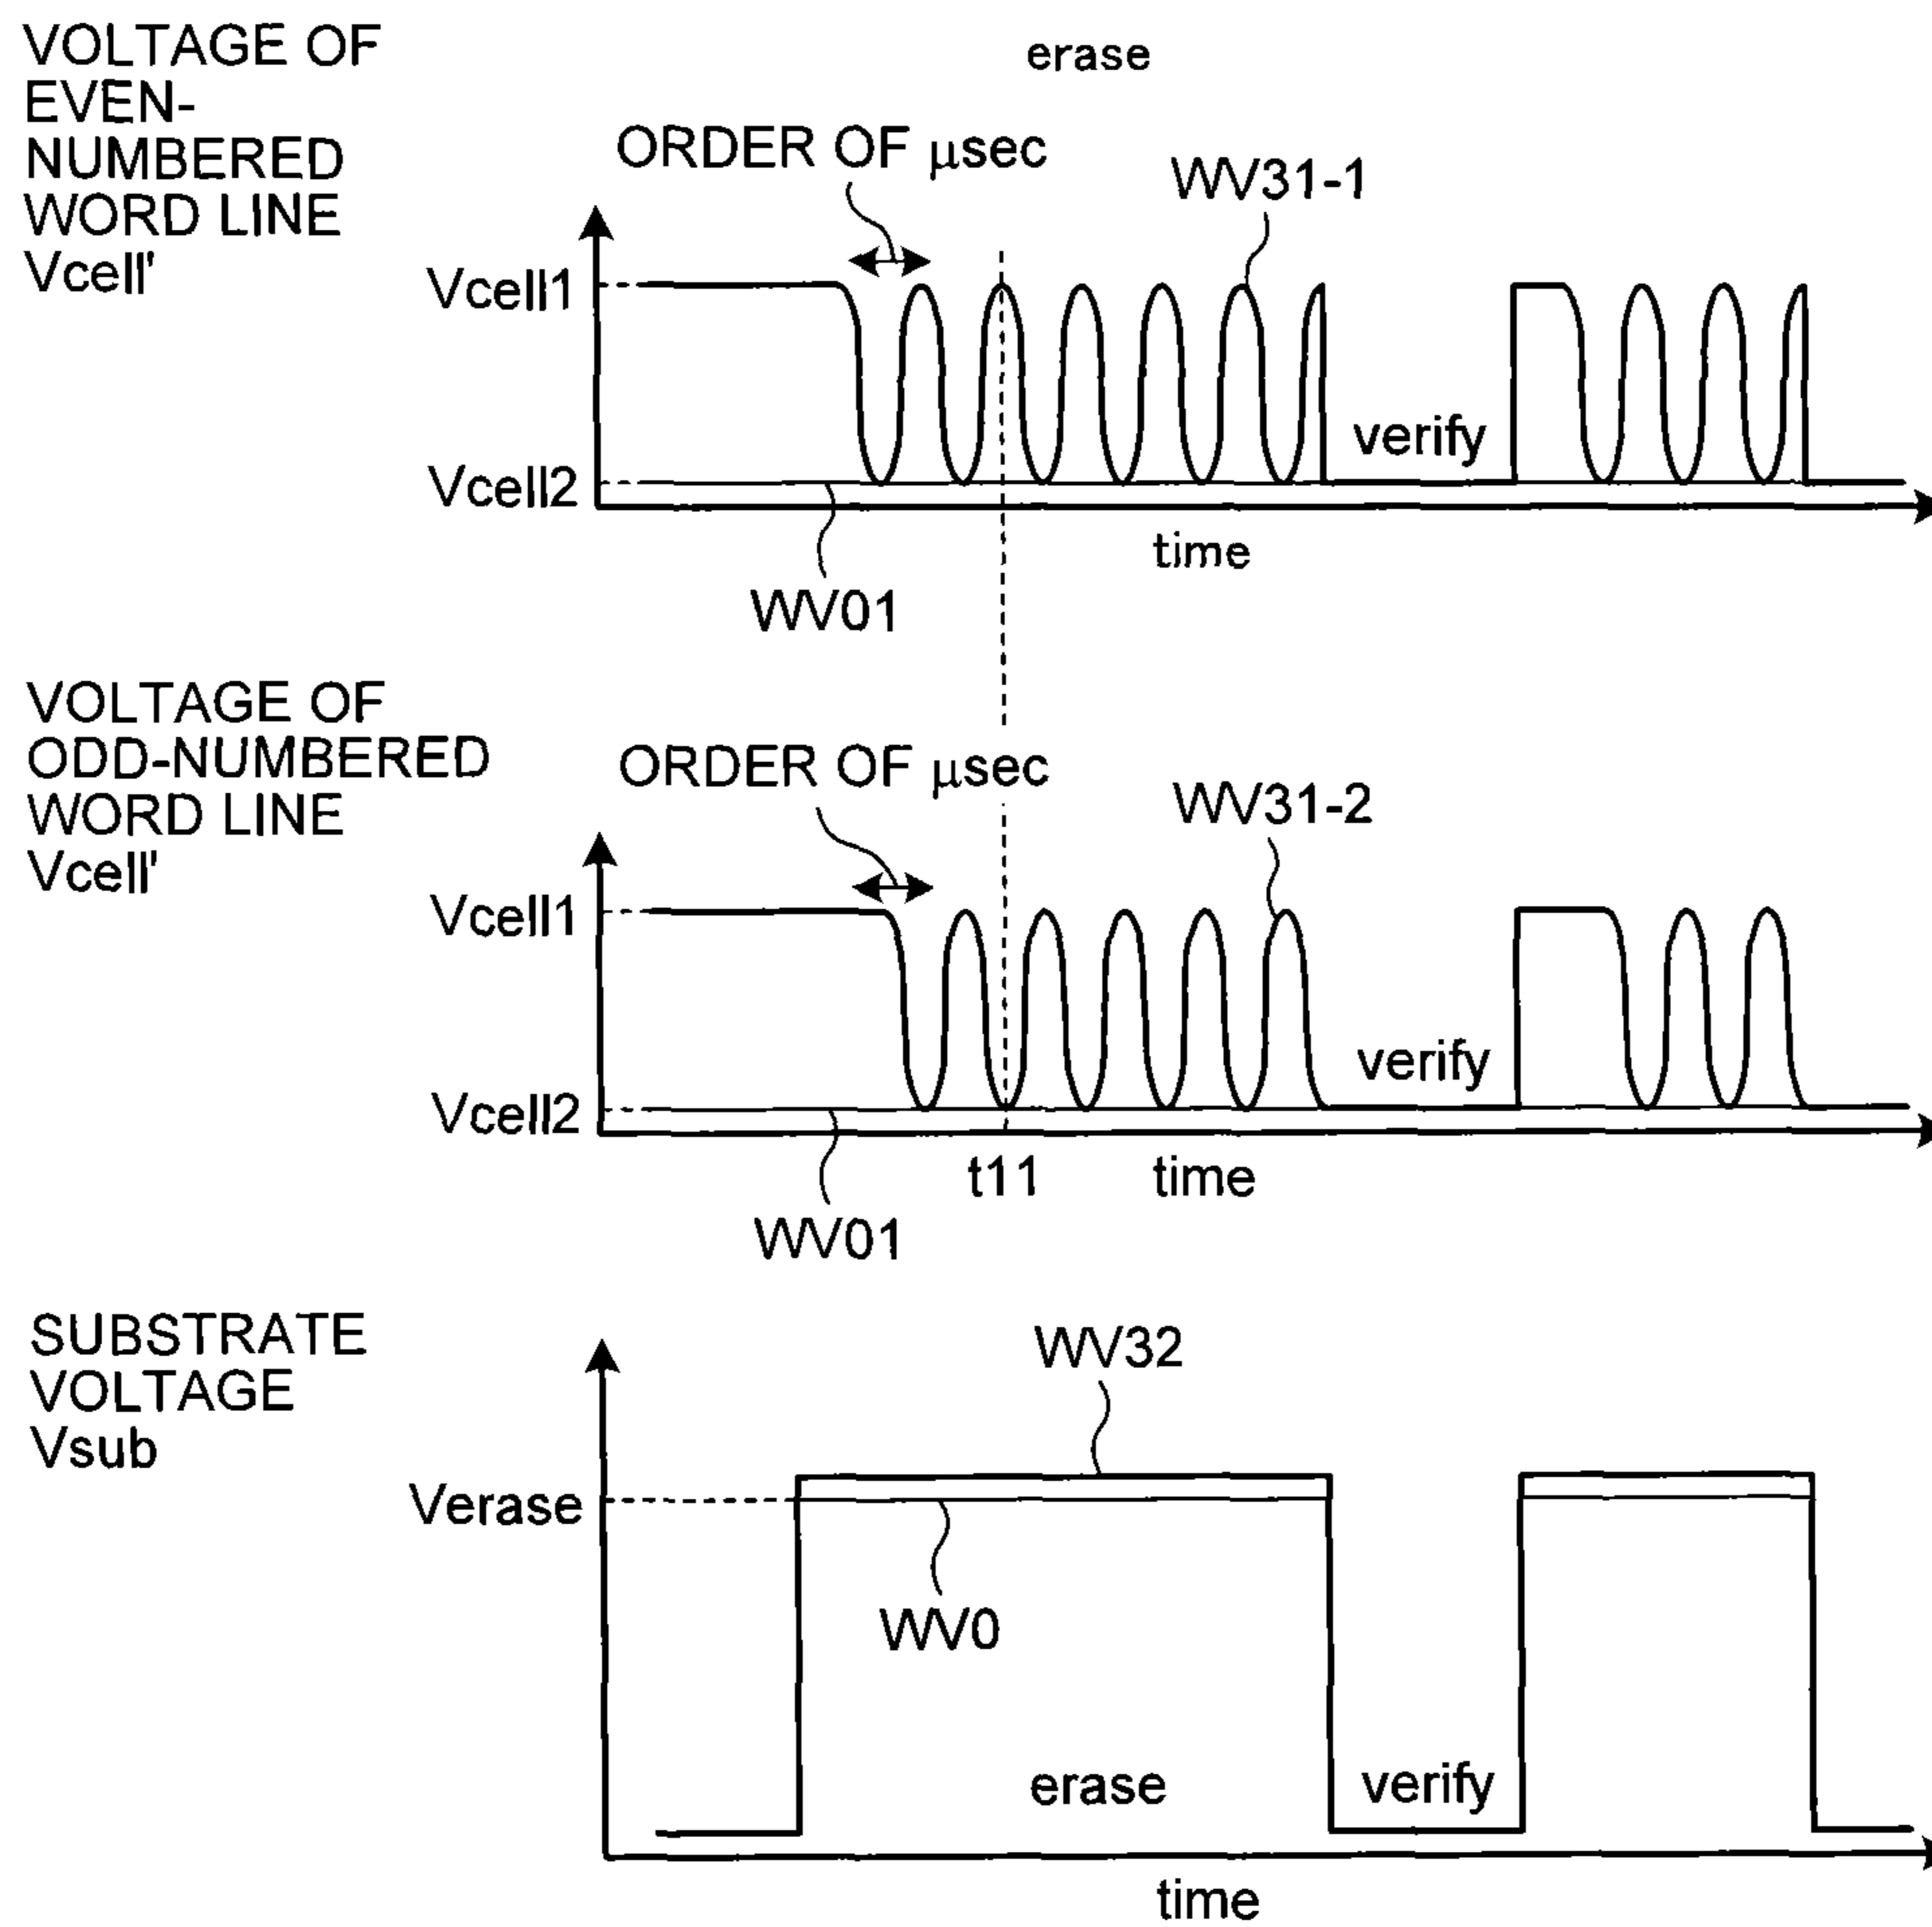 VOLTAGE OF
EVEN-
NUMBERED
WORD LINE
Vcell'
erase
ORDER OF μsec
WV31-1
Vcell1
verify
Vcell2
time
WV01
VOLTAGE OF
ODD-NUMBERED
WORD LINE
Vcell'
ORDER OF μsec
WV31-2
Vcell1
verify
Vcell2
t11
time
WV01
SUBSTRATE
VOLTAGE
Vsub
WV32
Verase
WV0
erase
verify
time